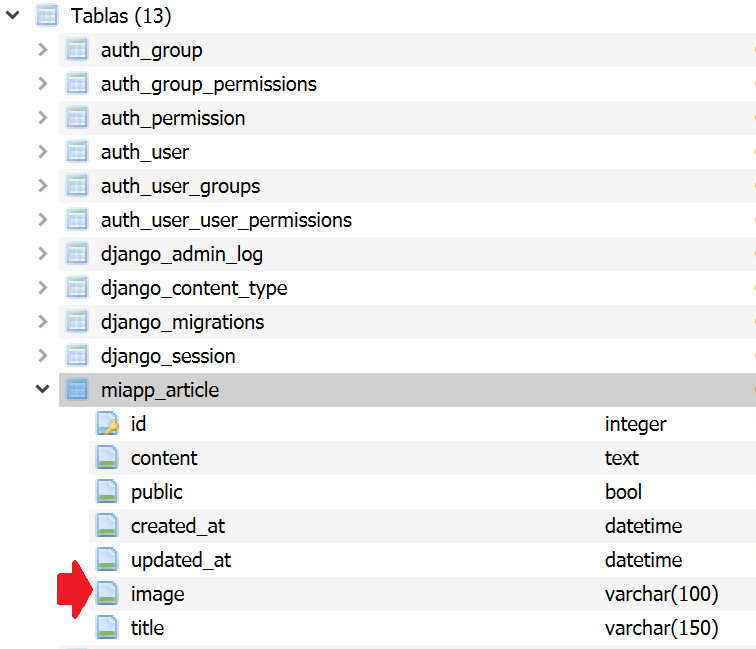 Tablas (13)
auth_group
auth_group_permissions
auth_permission
auth_user
auth_user_groups
auth_user_user_permissions
django_admin_log
django_content_type
django_migrations
django_session
miapp_article
id integer
content text
public bool
created_at datetime
updated_at datetime
image varchar(100)
title varchar(150)